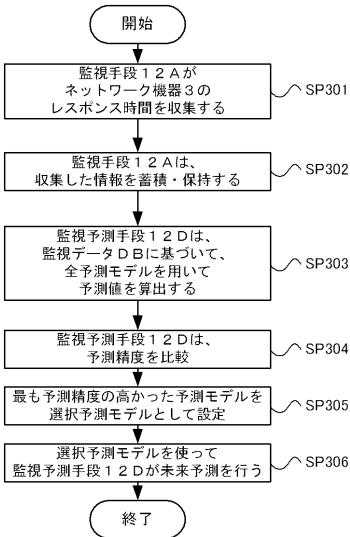 開始
監視手段１２Ａが
ネットワーク機器３の
レスポンス時間を収集する
SP301
監視手段１２Ａは、
収集した情報を蓄積・保持する
SP302
監視予測手段１２Ｄは、
監視データＤＢに基づいて、
全予測モデルを用いて
予測値を算出する
SP303
監視予測手段１２Ｄは、
予測精度を比較
SP304
最も予測精度の高かった予測モデルを
選択予測モデルとして設定
SP305
選択予測モデルを使って
監視予測手段１２Ｄが未来予測を行う
SP306
終了